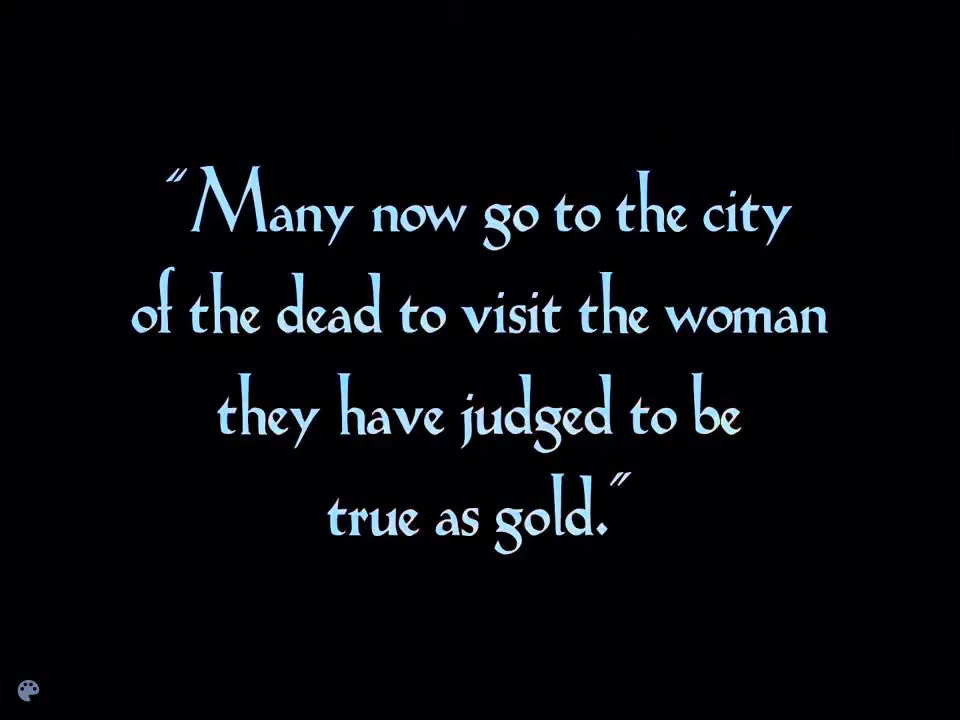 "Many now go to the city
of the dead to visit the woman
they have judged to be
true as gold."